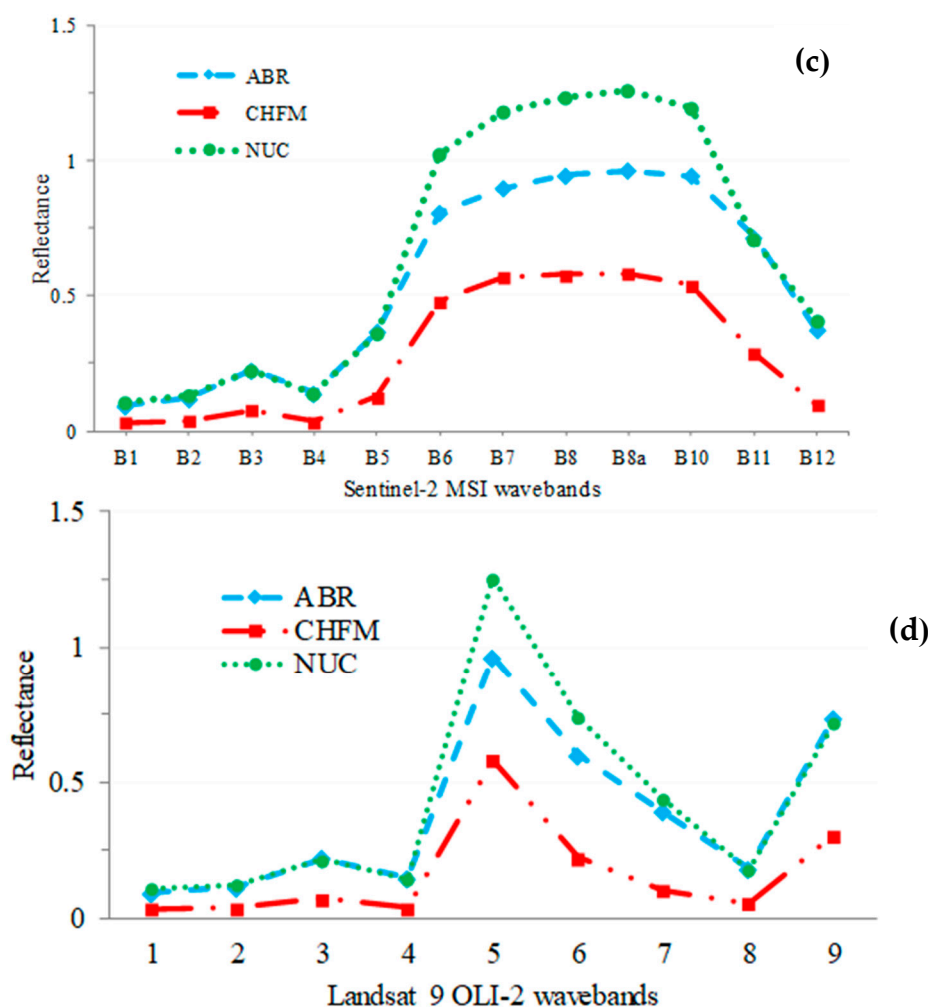 1.5
(c)
ABR
CHFM
NUC
1
Reflectance
0.5
0
B1 B2 B3 B4 B5 B6 B7 B8 B8a B10 B11 B12
Sentinel-2 MSI wavebands
1.5
ABR
CHFM
NUC
(d)
1
Reflectance
0.5
0
1 2 3 4 5 6 7 8 9
Landsat 9 OLI-2 wavebands